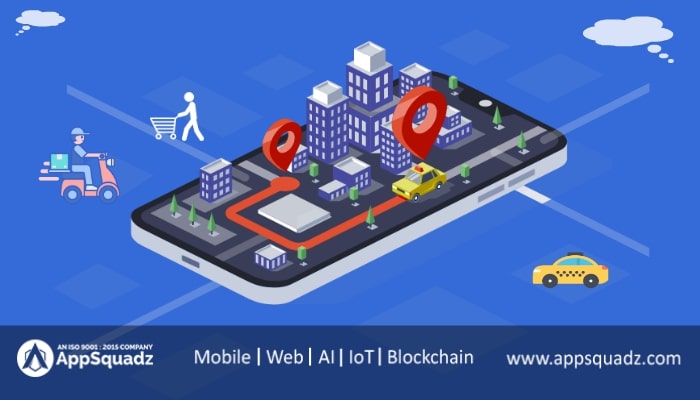 AN ISO 9001 : 2015 COMPANY
AppSquadz
Mobile | Web | AI | IoT | Blockchain
www.appsquadz.com